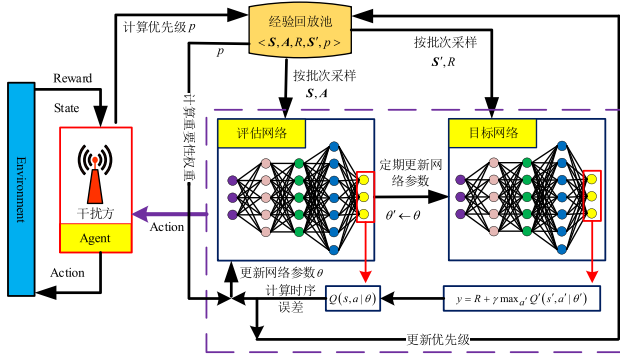 计算优先级 p
经验回放池
< S, A, R, S′, p >
p
按批次采样
S, A
按批次采样
S′, R
Reward
State
Environment
干扰方
Agent
Action
Action
计算重要性权重
评估网络
目标网络
定期更新网
络参数
θ′ ← θ
更新网络参数 θ
计算时序
误差
Q(s, a | θ)
y = R + γ max_a′ Q′(s′, a′ | θ′)
更新优先级